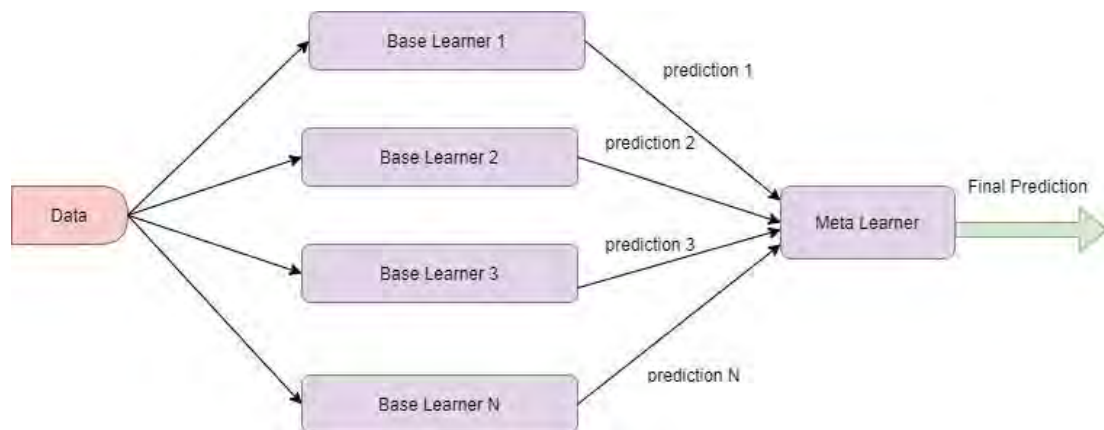 Base Learner 1
prediction 1
Base Learner 2
prediction 2
Data
Final Prediction
Meta Learner
Base Learner 3
prediction 3
Base Learner N
prediction N